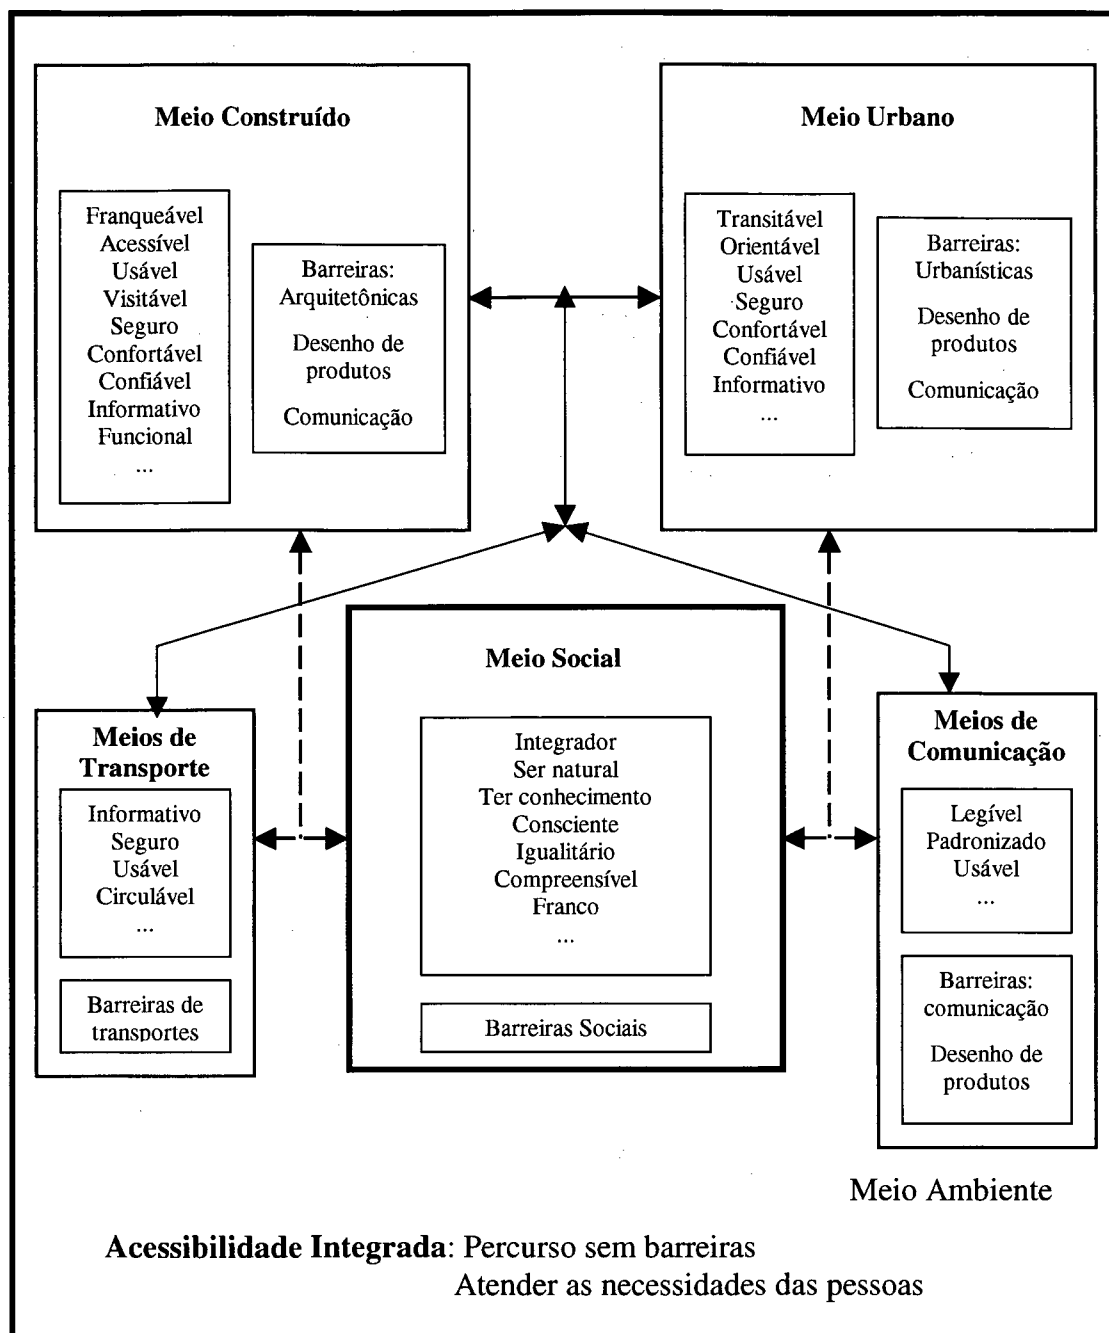 Meio Construído
Franqueável
Acessível
Usável
Visitável
Seguro
Confortável
Confiável
Informativo
Funcional
...
Barreiras:
Arquitetônicas
Desenho de
produtos
Comunicação
Meio Urbano
Transitável
Orientável
Usável
Seguro
Confortável
Confiável
Informativo
...
Barreiras:
Urbanísticas
Desenho de
produtos
Comunicação
Meios de
Transporte
Informativo
Seguro
Usável
Circulável
...
Barreiras de
transportes
Meio Social
Integrador
Ser natural
Ter conhecimento
Consciente
Igualitário
Compreensível
Franco
...
Barreiras Sociais
Meios de
Comunicação
Legível
Padronizado
Usável
...
Barreiras:
comunicação
Desenho de
produtos
Meio Ambiente
Acessibilidade Integrada: Percurso sem barreiras
Atender as necessidades das pessoas